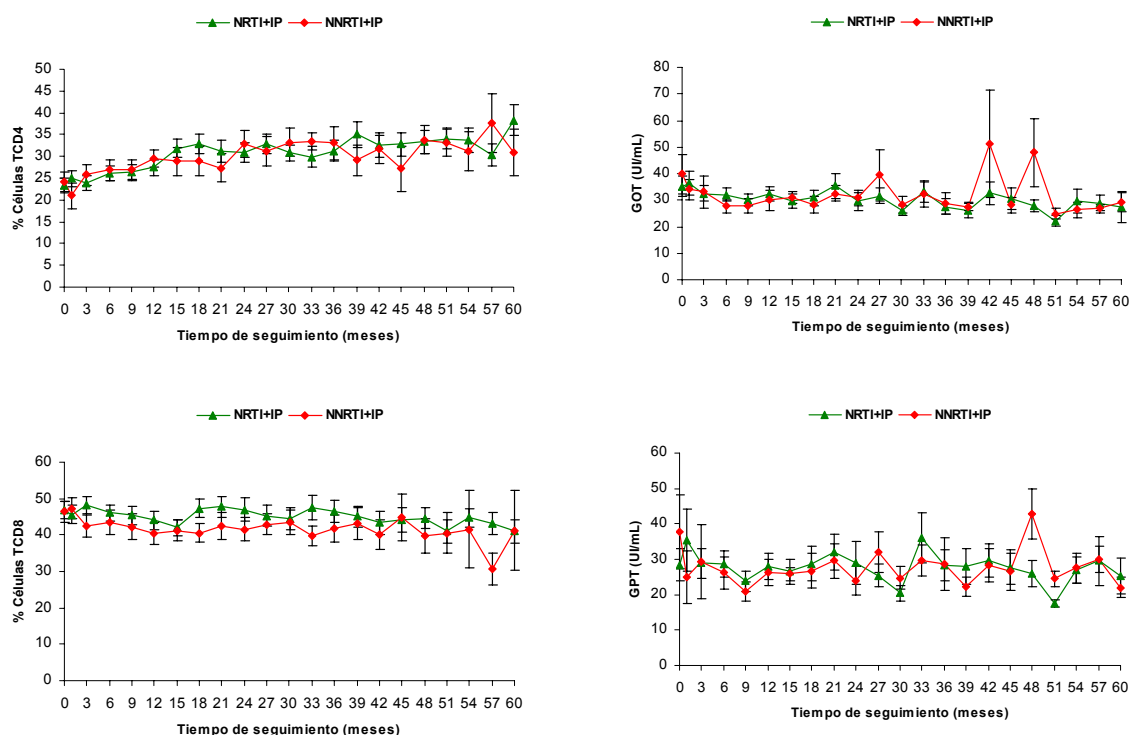 NRTI+IP NNRTI+IP
% Células TCD4
50
45
40
35
30
25
20
15
10
5
0
0 3 6 9 12 15 18 21 24 27 30 33 36 39 42 45 48 51 54 57 60
Tiempo de seguimiento (meses)
NRTI+IP NNRTI+IP
GOT (UI/mL)
80
70
60
50
40
30
20
10
0
0 3 6 9 12 15 18 21 24 27 30 33 36 39 42 45 48 51 54 57 60
Tiempo de seguimiento (meses)
NRTI+IP NNRTI+IP
% Células TCD8
60
50
40
30
20
10
0
0 3 6 9 12 15 18 21 24 27 30 33 36 39 42 45 48 51 54 57 60
Tiempo de seguimiento (meses)
NRTI+IP NNRTI+IP
GPT (UI/mL)
60
50
40
30
20
10
0
0 3 6 9 12 15 18 21 24 27 30 33 36 39 42 45 48 51 54 57 60
Tiempo de seguimiento (meses)